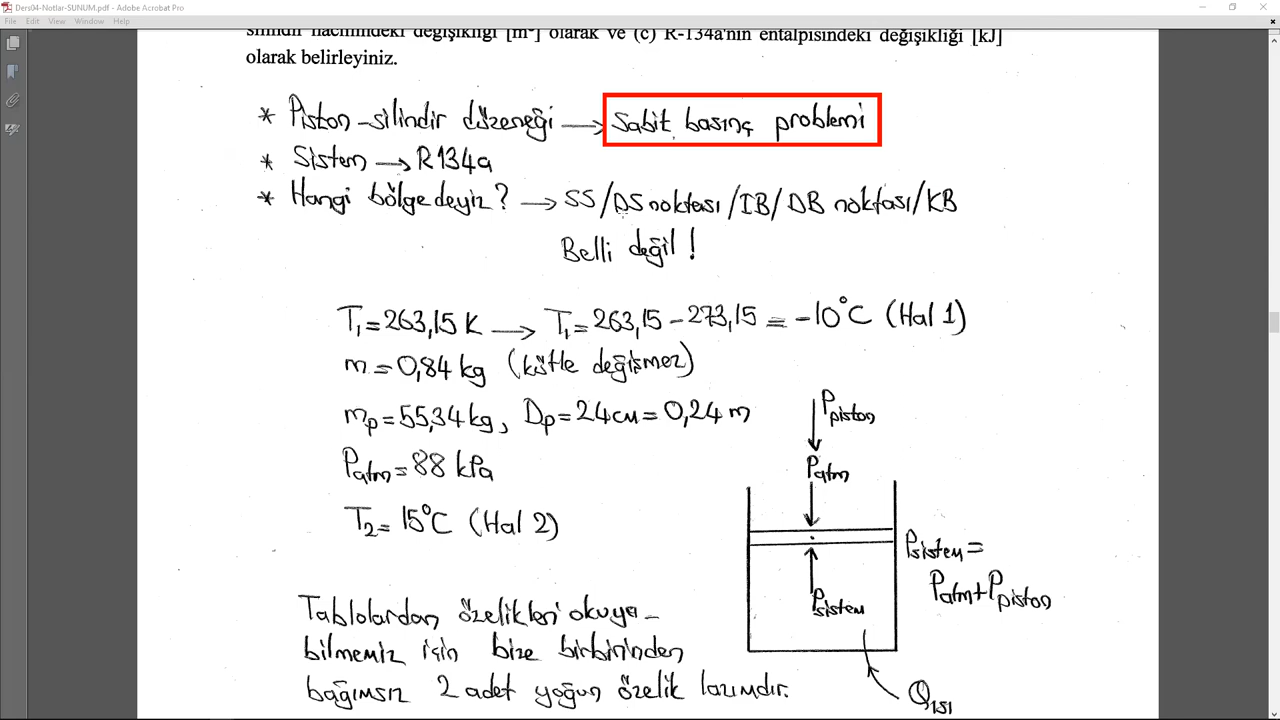 Ders04-Notlar-SUNUM.pdf - Adobe Acrobat Pro
File Edit View Window Help
silindir hacmindeki değişikliği [m³] olarak ve (c) R-134a'nın entalpisindeki değişikliği [kJ]
olarak belirleyiniz.
* Piston-silindir düzeneği → Sabit basınç problemi
* Sistem → R134a
* Hangi bölgedeyiz? → SS/DS noktası/IB/DB noktası/KB
Belli değil!
T₁=263,15 K → T₁=263,15-273,15=-10°C (Hal 1)
m=0,84 kg (kütle değişmez)
mp=55,34 kg, Dp=24cm=0,24 m
Patm=88 kPa
T₂=15°C (Hal 2)
Ppiston
Patm
Psistem
Psistem=
Patm+Ppiston
Qısı
Tablolardan özelikleri okuya-
bilmemiz için bize birbirinden
bağımsız 2 adet yoğun özelik lazımdır.